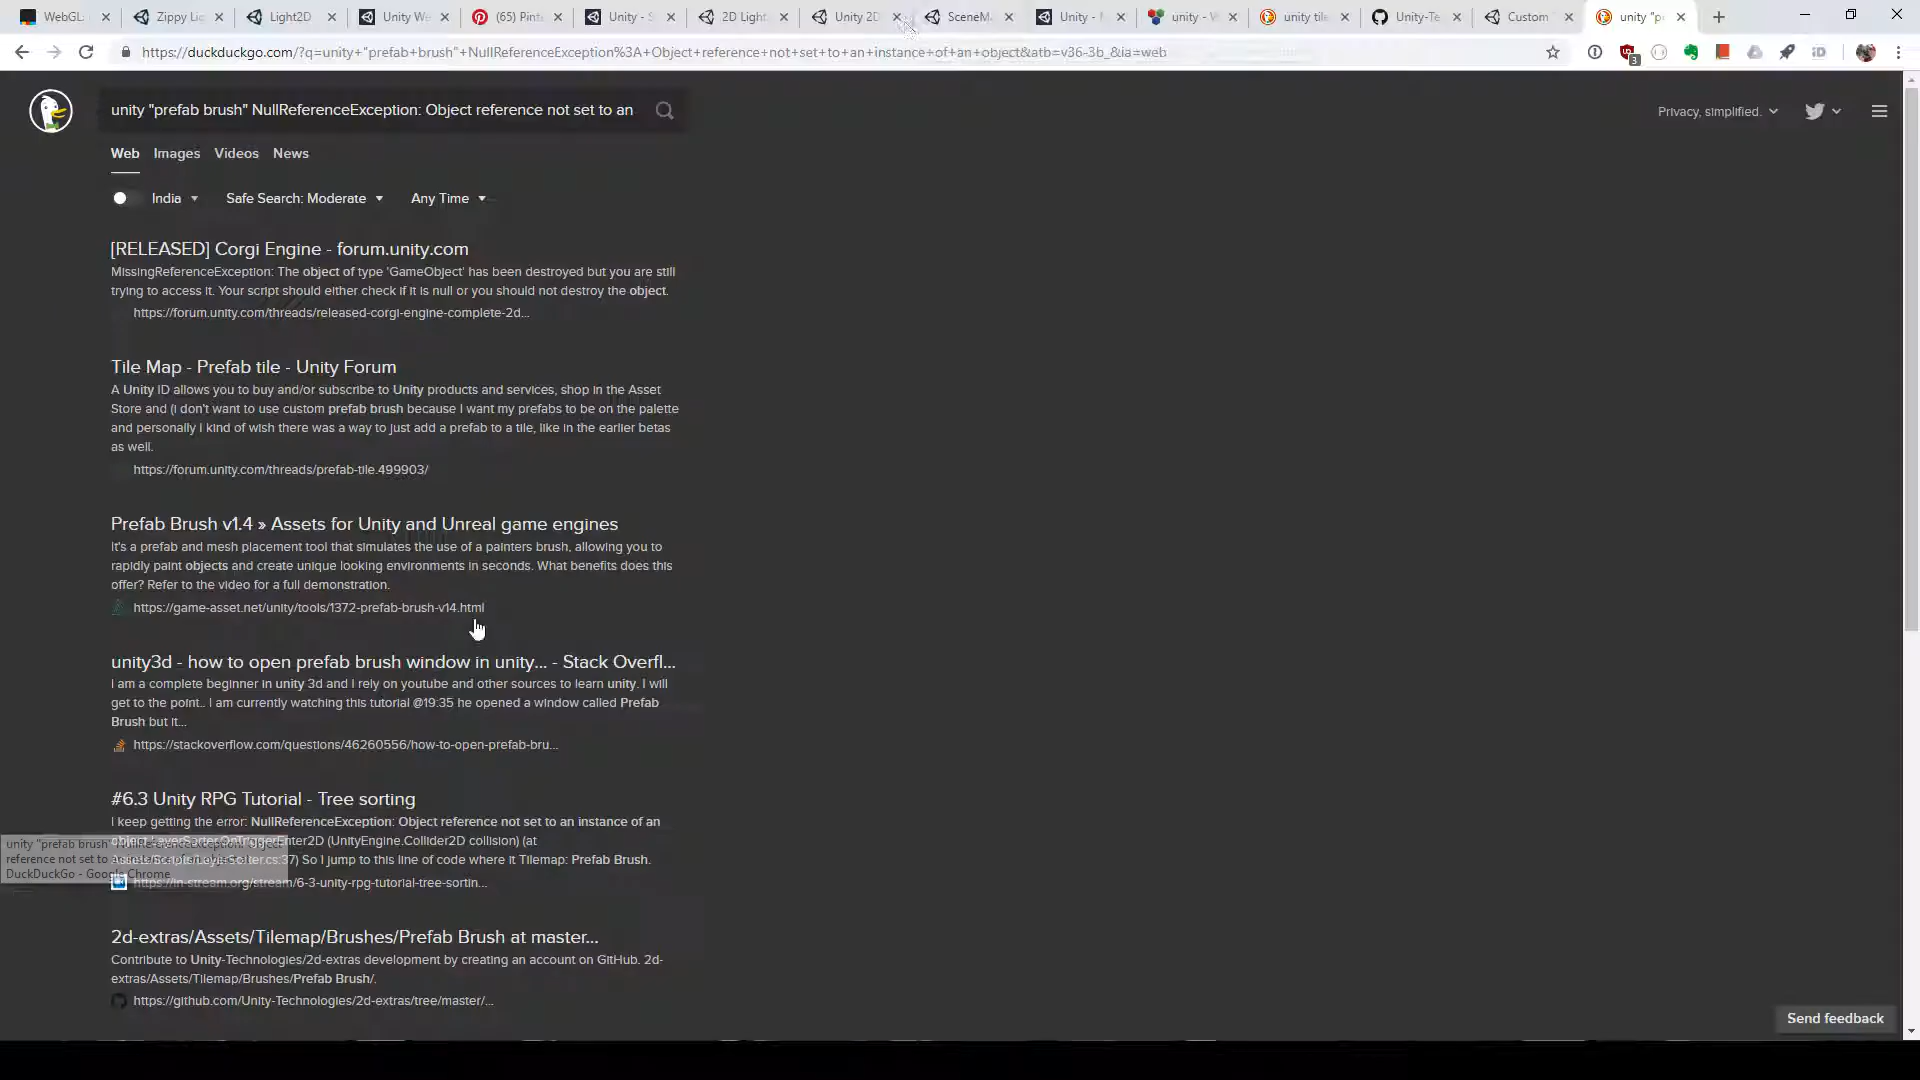 WebGL
Zippy Li
Light2D
Unity We
(65) Pint
Unity - S
2D Light
Unity 2D
SceneM
Unity -
unity - W
unity tile
Unity-Te
Custom
unity "p
https://duckduckgo.com/?q=unity+"prefab+brush"+NullReferenceException%3A+Object+reference+not+set+to+an+instance+of+an+object&atb=v36-3b_&ia=web
3
unity "prefab brush" NullReferenceException: Object reference not set to an
Privacy, simplified.
Web Images Videos News
India Safe Search: Moderate Any Time
[RELEASED] Corgi Engine - forum.unity.com
MissingReferenceException: The object of type 'GameObject' has been destroyed but you are still
trying to access it. Your script should either check if it is null or you should not destroy the object.
https://forum.unity.com/threads/released-corgi-engine-complete-2d...
Tile Map - Prefab tile - Unity Forum
A Unity ID allows you to buy and/or subscribe to Unity products and services, shop in the Asset
Store and (I don't want to use custom prefab brush because I want my prefabs to be on the palette
and personally I kind of wish there was a way to just add a prefab to a tile, like in the earlier betas
as well.
https://forum.unity.com/threads/prefab-tile.499903/
Prefab Brush v1.4 » Assets for Unity and Unreal game engines
It's a prefab and mesh placement tool that simulates the use of a painters brush, allowing you to
rapidly paint objects and create unique looking environments in seconds. What benefits does this
offer? Refer to the video for a full demonstration.
https://game-asset.net/unity/tools/1372-prefab-brush-v14.html
unity3d - how to open prefab brush window in unity... - Stack Overfl...
I am a complete beginner in unity 3d and I rely on youtube and other sources to learn unity. I will
get to the point.. I am currently watching this tutorial @19:35 he opened a window called Prefab
Brush but it...
https://stackoverflow.com/questions/46260556/how-to-open-prefab-bru...
#6.3 Unity RPG Tutorial - Tree sorting
I keep getting the error: NullReferenceException: Object reference not set to an instance of an
object LayerSorter.OnTriggerEnter2D (UnityEngine.Collider2D collision) (at
Assets/Scripts/LayerSorter.cs:37) So I jump to this line of code where it Tilemap: Prefab Brush.
https://in-stream.org/stream/6-3-unity-rpg-tutorial-tree-sortin...
unity "prefab brush" NullReferenceException: Object
reference not set to
DuckDuckGo - Google Chrome
2d-extras/Assets/Tilemap/Brushes/Prefab Brush at master...
Contribute to Unity-Technologies/2d-extras development by creating an account on GitHub. 2d-
extras/Assets/Tilemap/Brushes/Prefab Brush/.
https://github.com/Unity-Technologies/2d-extras/tree/master/...
Send feedback